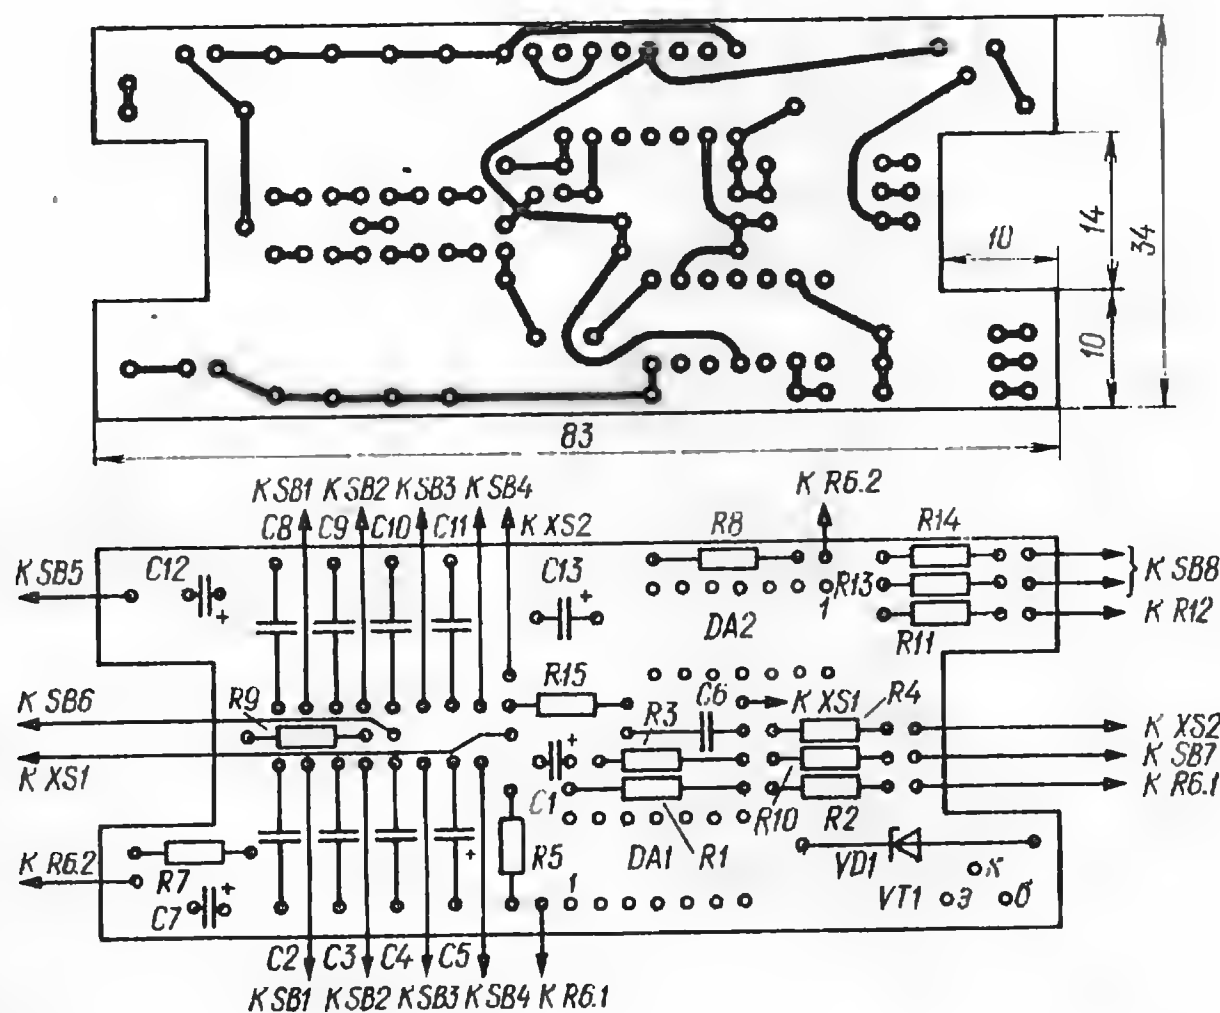 10
14
34
10
83
К SB1 К SB2 К SB3 К SB4
К R6.2
C8 C9 C10 C11 К XS2
R8
R14
К SB5
C12
C13
К SB8
R13
1
DA2
R11
К R12
К SB6
R9
R15
C6
К XS1
R4
R3
К XS2
К SB7
К XS1
C1
R10
R2
К R6.1
К R6.2
R7
R5
DA1
R1
VD1
C7
1
VT1
к
э
б
C2 C3 C4 C5
К SB1 К SB2 К SB3 К SB4 К R6.1